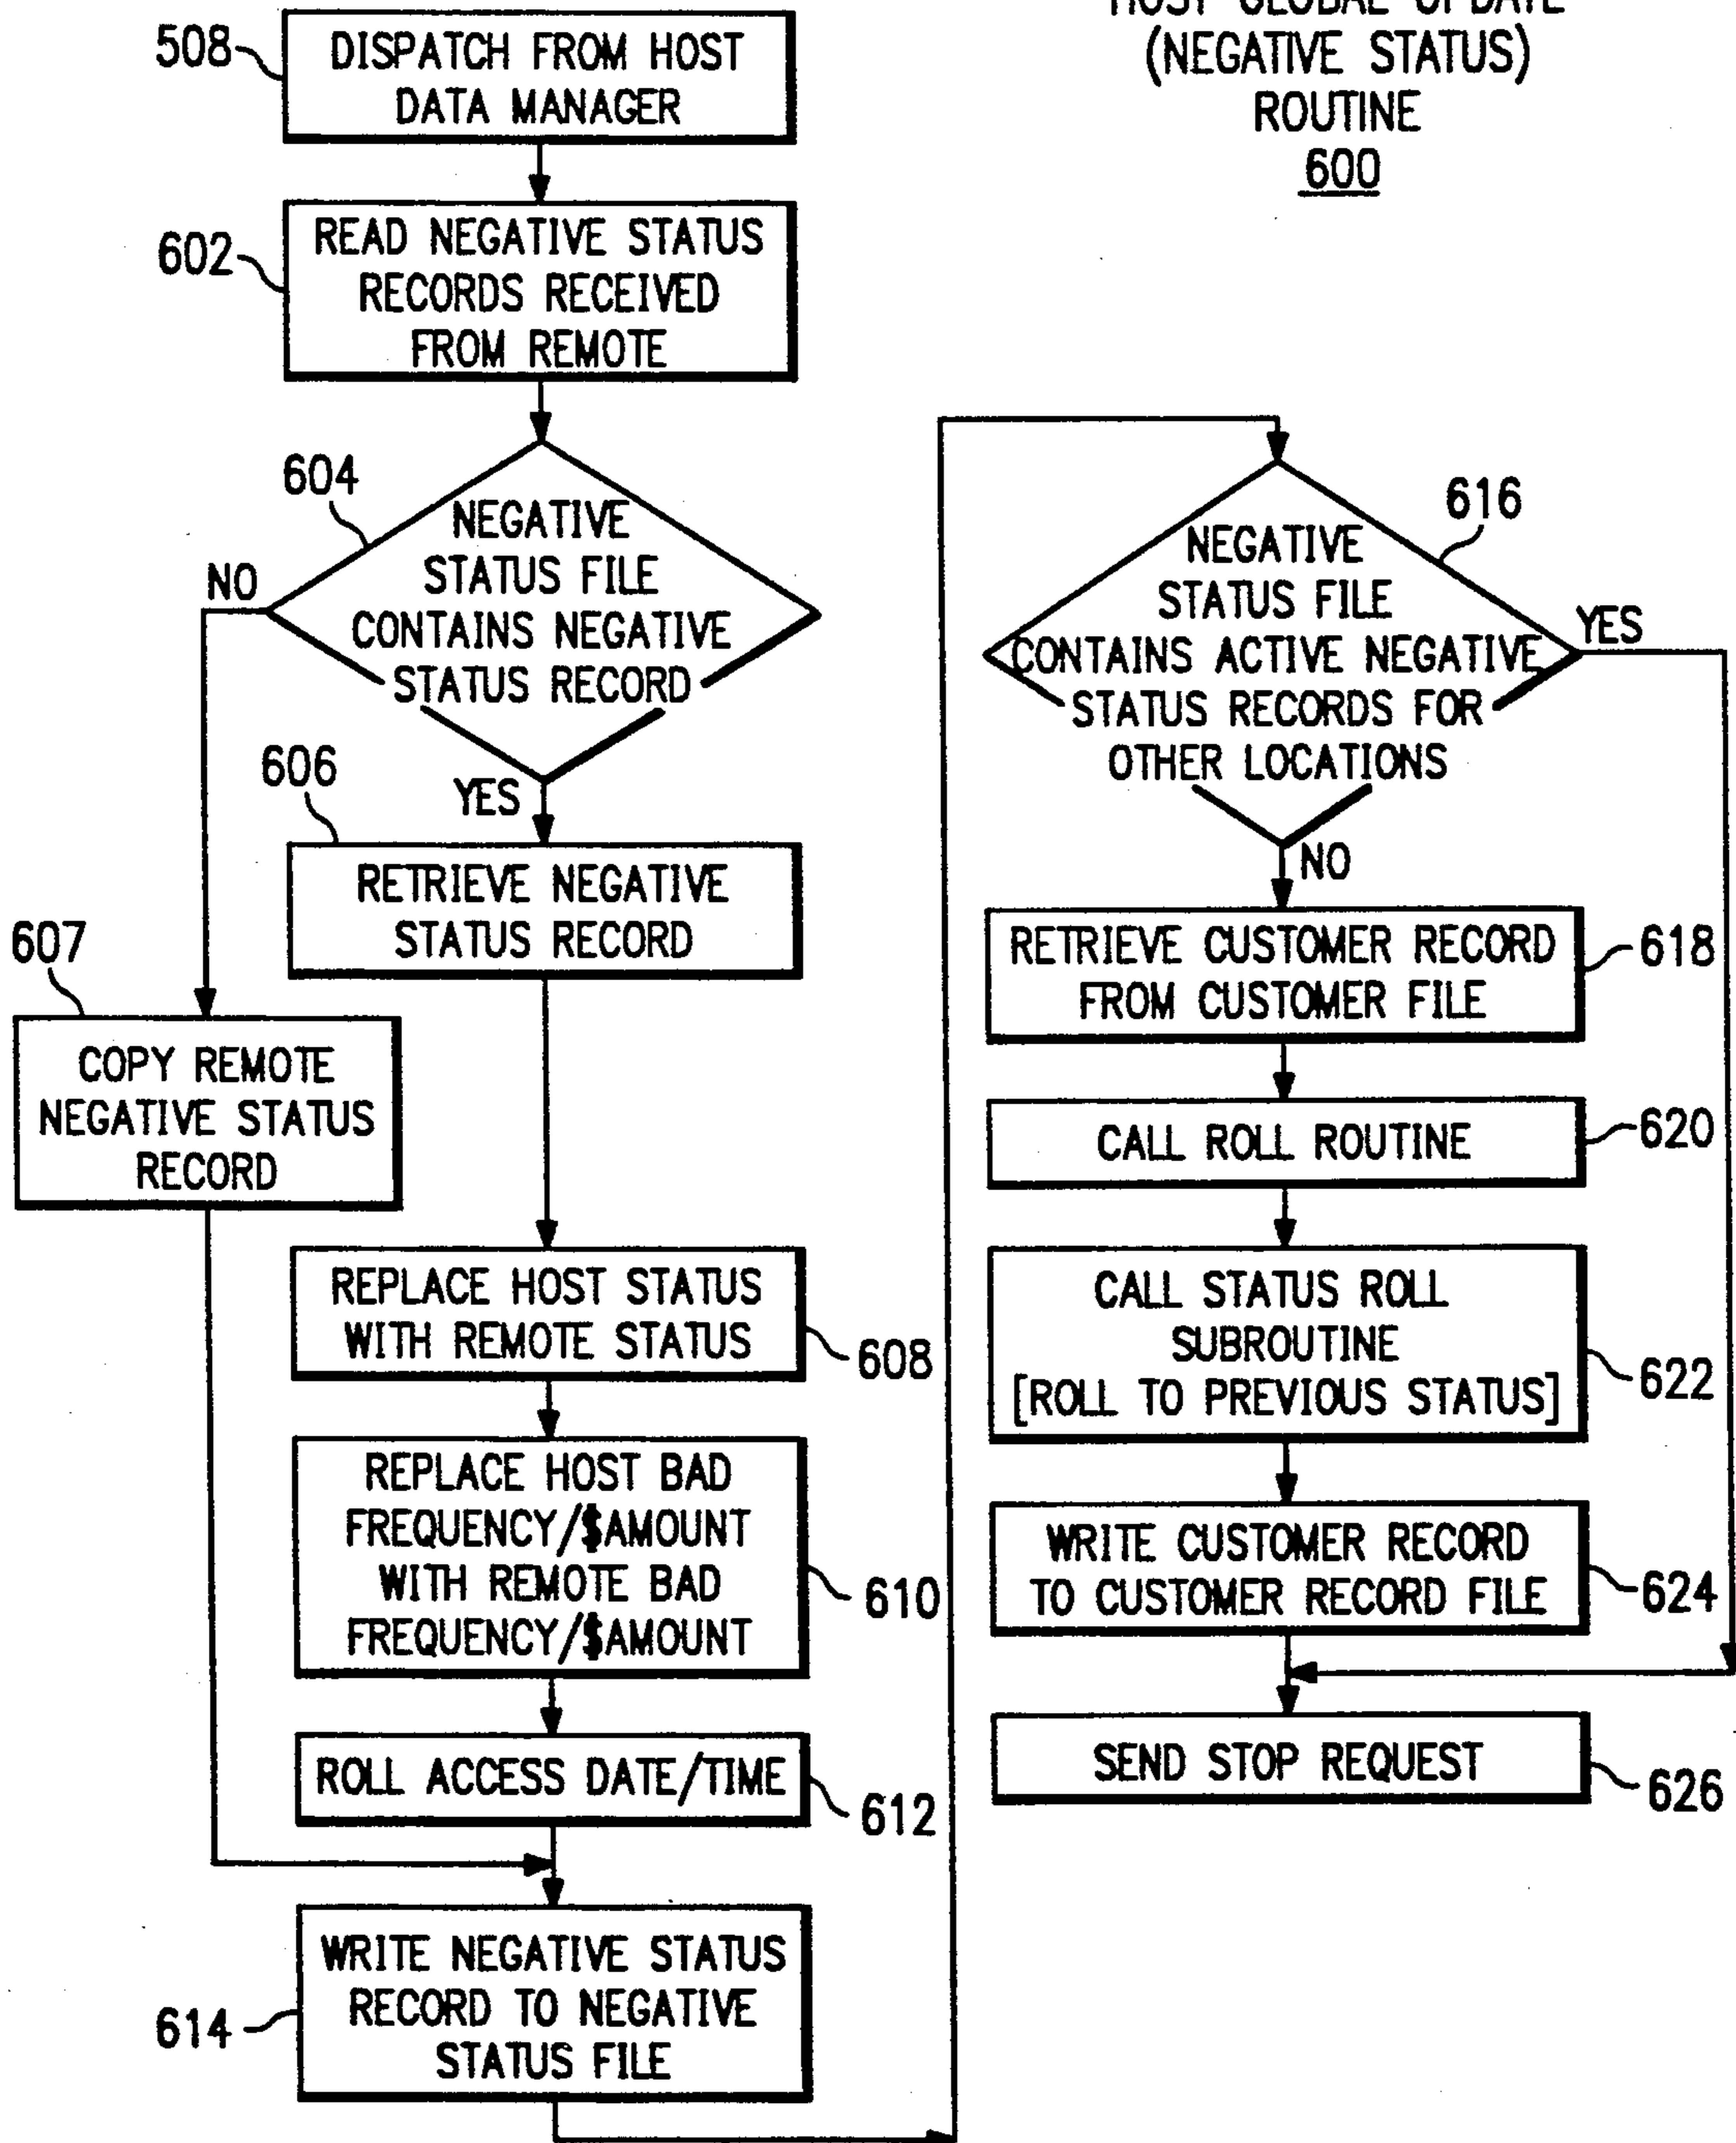 HOST GLOBAL UPDATE
(NEGATIVE STATUS)
ROUTINE
600
508
DISPATCH FROM HOST
DATA MANAGER
602
READ NEGATIVE STATUS
RECORDS RECEIVED
FROM REMOTE
604
NEGATIVE
STATUS FILE
CONTAINS NEGATIVE
STATUS RECORD
NO
YES
606
RETRIEVE NEGATIVE
STATUS RECORD
607
COPY REMOTE
NEGATIVE STATUS
RECORD
REPLACE HOST STATUS
WITH REMOTE STATUS
608
REPLACE HOST BAD
FREQUENCY/$AMOUNT
WITH REMOTE BAD
FREQUENCY/$AMOUNT
610
ROLL ACCESS DATE/TIME
612
614
WRITE NEGATIVE STATUS
RECORD TO NEGATIVE
STATUS FILE
616
NEGATIVE
STATUS FILE
CONTAINS ACTIVE NEGATIVE
STATUS RECORDS FOR
OTHER LOCATIONS
YES
NO
RETRIEVE CUSTOMER RECORD
FROM CUSTOMER FILE
618
CALL ROLL ROUTINE
620
CALL STATUS ROLL
SUBROUTINE
[ROLL TO PREVIOUS STATUS]
622
WRITE CUSTOMER RECORD
TO CUSTOMER RECORD FILE
624
SEND STOP REQUEST
626